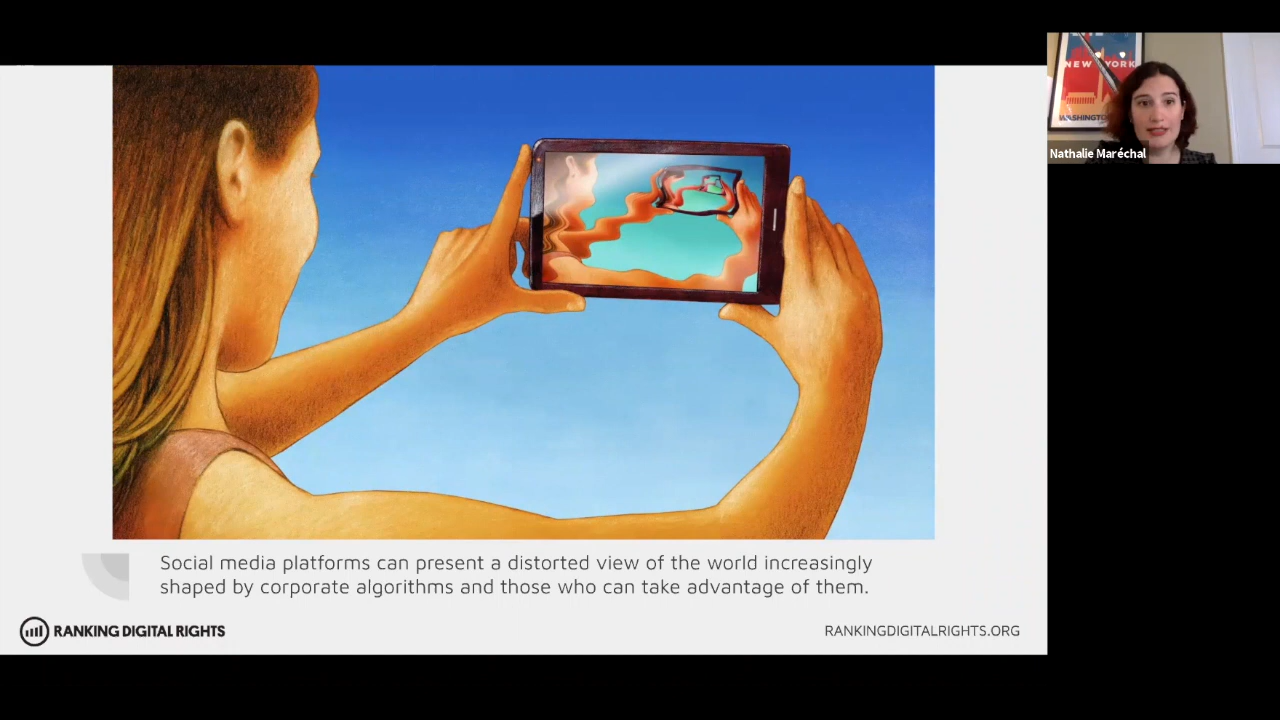 NEW YORK
WASHINGTON
Nathalie Maréchal
Social media platforms can present a distorted view of the world increasingly
shaped by corporate algorithms and those who can take advantage of them.
RANKING DIGITAL RIGHTS
RANKINGDIGITALRIGHTS.ORG